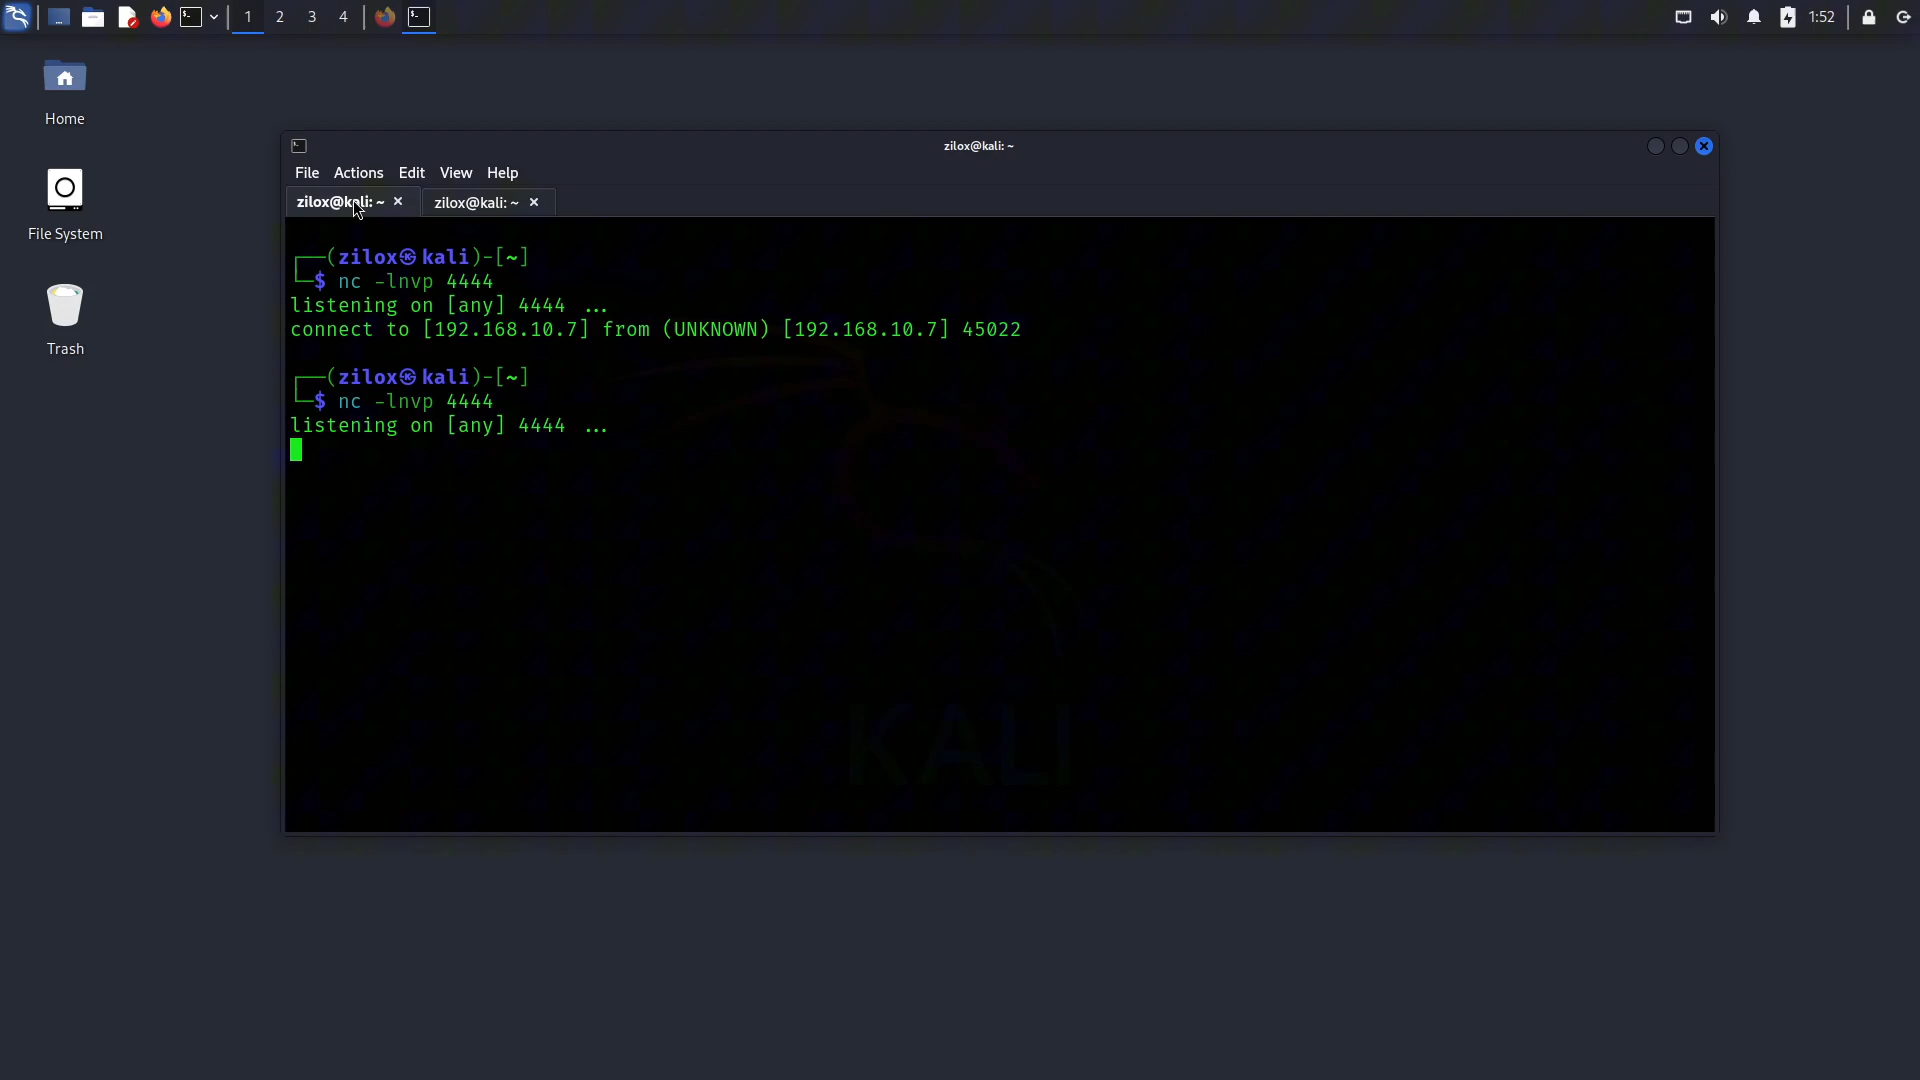 1 2 3 4
1:52
Home
File System
Trash
zilox@kali: ~
File Actions Edit View Help
zilox@kali: ~ × zilox@kali: ~ ×
┌──(zilox㉿kali)-[~]
└─$ nc -lnvp 4444
listening on [any] 4444 ...
connect to [192.168.10.7] from (UNKNOWN) [192.168.10.7] 45022
┌──(zilox㉿kali)-[~]
└─$ nc -lnvp 4444
listening on [any] 4444 ...
KALI